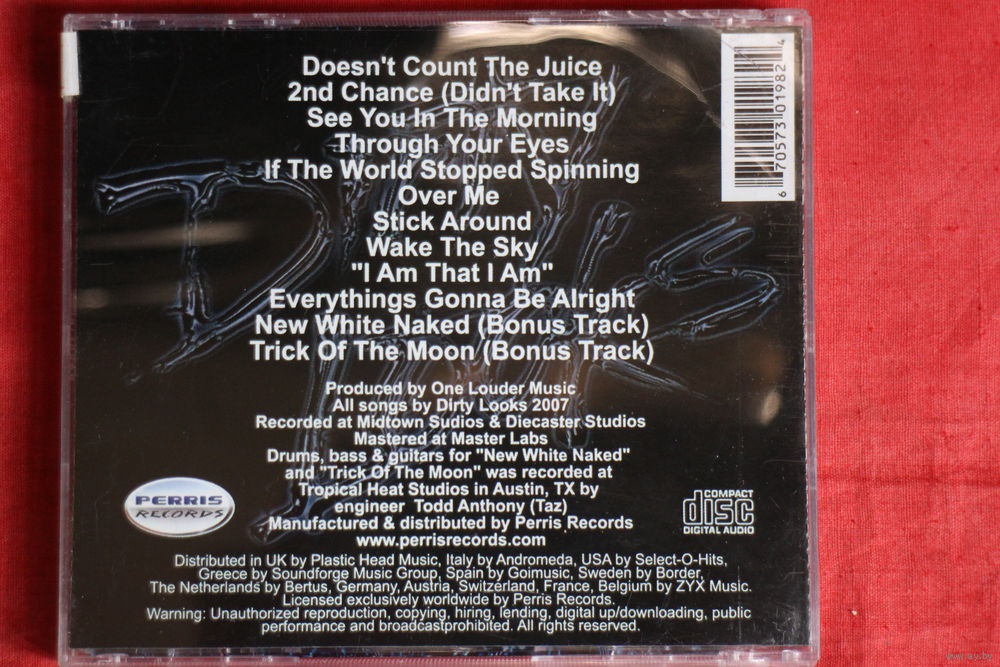 Doesn't Count The Juice
2nd Chance (Didn't Take It)
See You In The Morning
Through Your Eyes
If The World Stopped Spinning
Over Me
Stick Around
Wake The Sky
"I Am That I Am"
Everythings Gonna Be Alright
New White Naked (Bonus Track)
Trick Of The Moon (Bonus Track)
Produced by One Louder Music
All songs by Dirty Looks 2007
Recorded at Midtown Sudios & Diecaster Studios
Mastered at Master Labs
Drums, bass & guitars for "New White Naked"
and "Trick Of The Moon" was recorded at
Tropical Heat Studios in Austin, TX by
engineer Todd Anthony (Taz)
Manufactured & distributed by Perris Records
www.perrisrecords.com
Distributed in UK by Plastic Head Music, Italy by Andromeda, USA by Select-O-Hits,
Greece by Soundforge Music Group, Spain by Goimusic, Sweden by Border,
The Netherlands by Bertus, Germany, Austria, Switzerland, France, Belgium by ZYX Music.
Licensed exclusively worldwide by Perris Records.
Warning: Unauthorized reproduction, copying, hiring, lending, digital up/downloading, public
performance and broadcastprohibited. All rights reserved.
PERRIS
RECORDS
COMPACT
disc
DIGITAL AUDIO
6 70573 01982 4